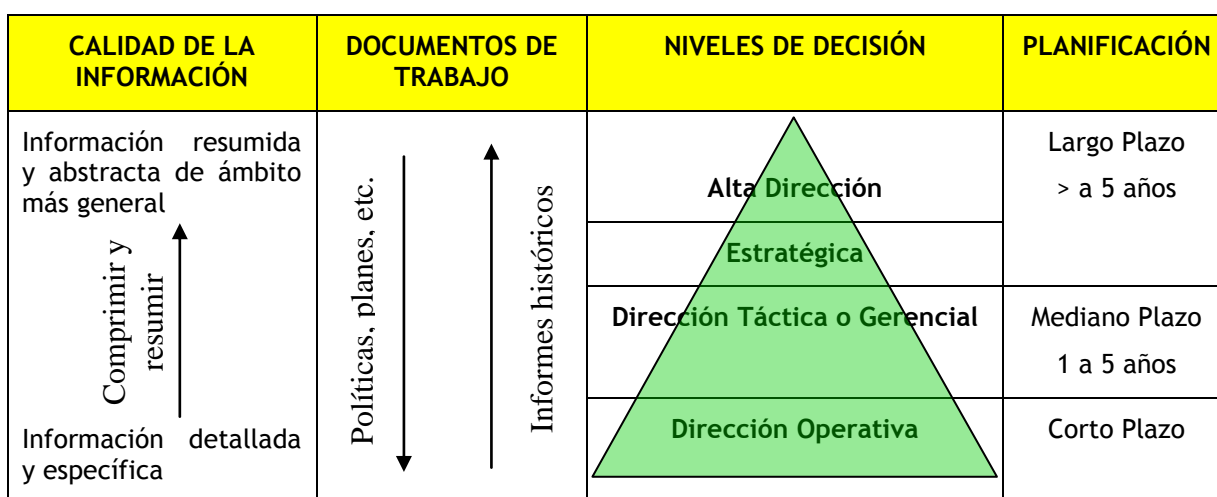 CALIDAD DE LA
INFORMACIÓN
DOCUMENTOS DE
TRABAJO
NIVELES DE DECISIÓN
PLANIFICACIÓN
Información resumida
y abstracta de ámbito
más general
Comprimir y
resumir
Información detallada
y específica
Políticas, planes, etc.
Informes históricos
Alta Dirección
Estratégica
Dirección Táctica o Gerencial
Dirección Operativa
Largo Plazo
> a 5 años
Mediano Plazo
1 a 5 años
Corto Plazo